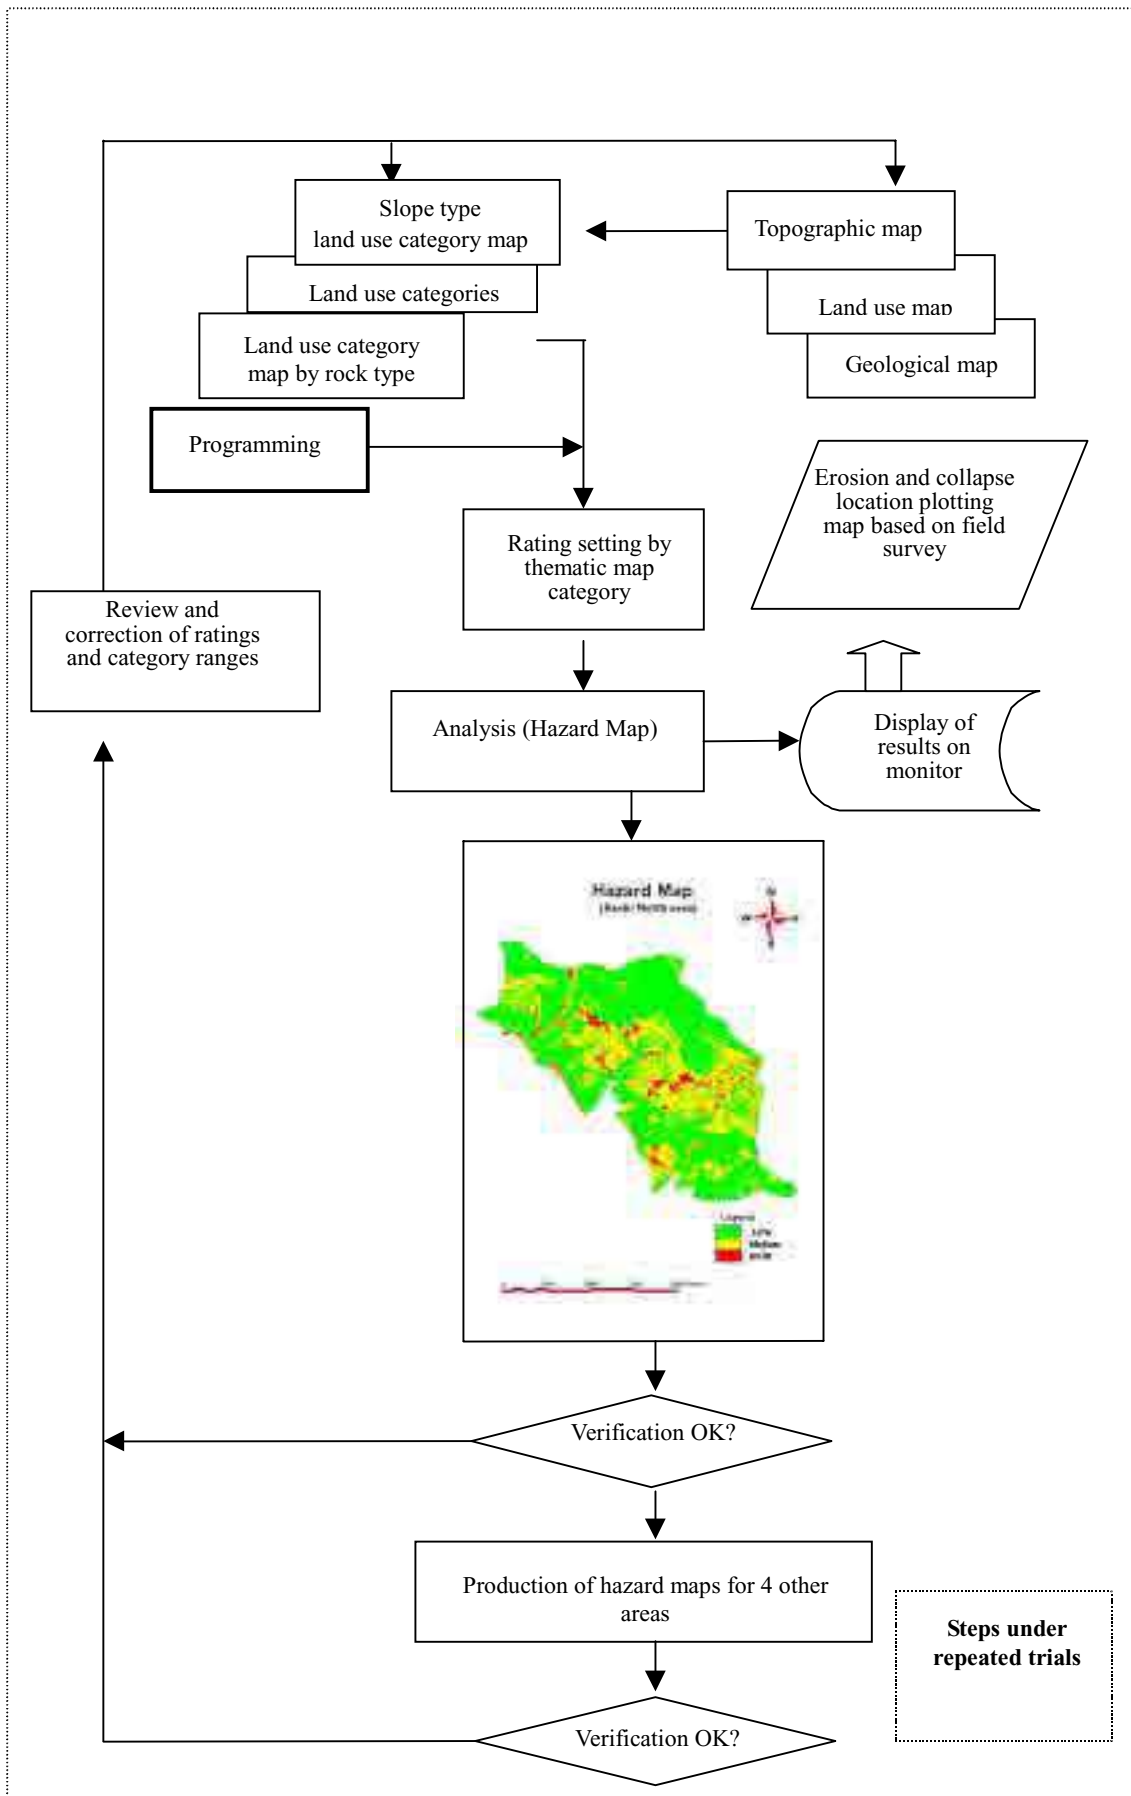 Slope type
land use category map
Topographic map
Land use categories
Land use map
Land use category
map by rock type
Geological map
Programming
Erosion and collapse
location plotting
map based on field
survey
Rating setting by
thematic map
category
Review and
correction of ratings
and category ranges
Analysis (Hazard Map)
Display of
results on
monitor
Hazard Map
N
Legend
Verification OK?
Production of hazard maps for 4 other
areas
Steps under
repeated trials
Verification OK?